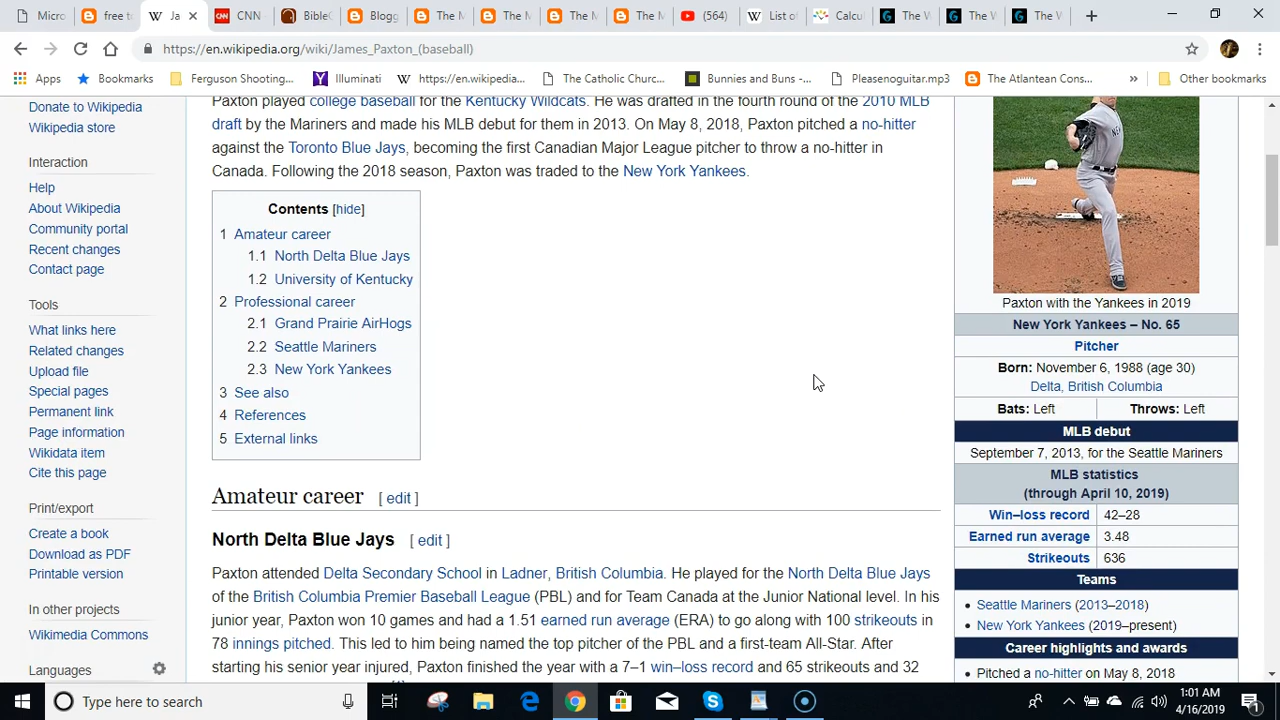 Micro
free to
Ja
CNN
BibleG
Blogg
The M
The M
The M
The M
(564)
List of
Calcul
The W
The W
The W
https://en.wikipedia.org/wiki/James_Paxton_(baseball)
Apps
Bookmarks
Ferguson Shooting...
Illuminati
https://en.wikipedia...
The Catholic Churc...
Bunnies and Buns -...
Pleasenoguitar.mp3
The Atlantean Cons...
»
Other bookmarks
Donate to Wikipedia
Wikipedia store
Interaction
Help
About Wikipedia
Community portal
Recent changes
Contact page
Tools
What links here
Related changes
Upload file
Special pages
Permanent link
Page information
Wikidata item
Cite this page
Print/export
Create a book
Download as PDF
Printable version
In other projects
Wikimedia Commons
Languages
Paxton played college baseball for the Kentucky Wildcats. He was drafted in the fourth round of the 2010 MLB
draft by the Mariners and made his MLB debut for them in 2013. On May 8, 2018, Paxton pitched a no-hitter
against the Toronto Blue Jays, becoming the first Canadian Major League pitcher to throw a no-hitter in
Canada. Following the 2018 season, Paxton was traded to the New York Yankees.
Contents [hide]
1 Amateur career
1.1 North Delta Blue Jays
1.2 University of Kentucky
2 Professional career
2.1 Grand Prairie AirHogs
2.2 Seattle Mariners
2.3 New York Yankees
3 See also
4 References
5 External links
Amateur career [ edit ]
North Delta Blue Jays [ edit ]
Paxton attended Delta Secondary School in Ladner, British Columbia. He played for the North Delta Blue Jays
of the British Columbia Premier Baseball League (PBL) and for Team Canada at the Junior National level. In his
junior year, Paxton won 10 games and had a 1.51 earned run average (ERA) to go along with 100 strikeouts in
78 innings pitched. This led to him being named the top pitcher of the PBL and a first-team All-Star. After
starting his senior year injured, Paxton finished the year with a 7–1 win–loss record and 65 strikeouts and 32
Paxton with the Yankees in 2019
New York Yankees – No. 65
Pitcher
Born: November 6, 1988 (age 30)
Delta, British Columbia
Bats: Left Throws: Left
MLB debut
September 7, 2013, for the Seattle Mariners
MLB statistics
(through April 10, 2019)
Win–loss record 42–28
Earned run average 3.48
Strikeouts 636
Teams
• Seattle Mariners (2013–2018)
• New York Yankees (2019–present)
Career highlights and awards
• Pitched a no-hitter on May 8, 2018
Type here to search
1:01 AM
4/16/2019